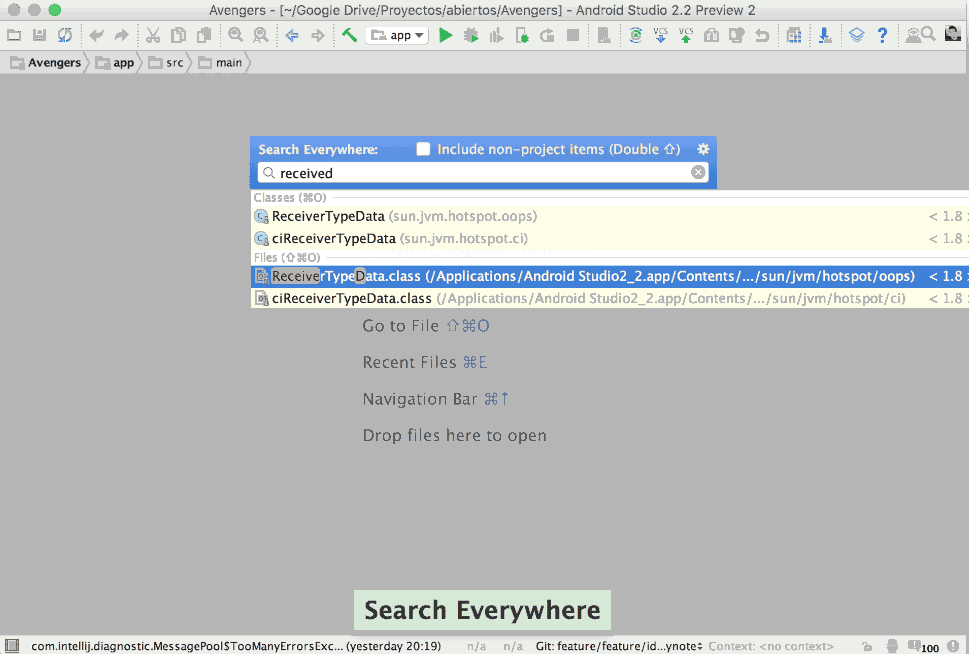 Avengers - [~/Google Drive/Proyectos/abiertos/Avengers] - Android Studio 2.2 Preview 2
VCS VCS app ?
Avengers app src main
Search Everywhere: Include non-project items (Double ⇧)
received
Classes (⌘O)
ReceiverTypeData (sun.jvm.hotspot.oops) < 1.8
ciReceiverTypeData (sun.jvm.hotspot.ci) < 1.8
Files (⇧⌘O)
ReceiverTypeData.class (/Applications/Android Studio2_2.app/Contents/.../sun/jvm/hotspot/oops) < 1.8
ciReceiverTypeData.class (/Applications/Android Studio2_2.app/Contents/.../sun/jvm/hotspot/ci) < 1.8
Go to File ⇧⌘O
Recent Files ⌘E
Navigation Bar ⌘↑
Drop files here to open
Search Everywhere
com.intellij.diagnostic.MessagePool$TooManyErrorsExc... (yesterday 20:19) n/a n/a Git: feature/feature/id...ynote Context: <no context> 100